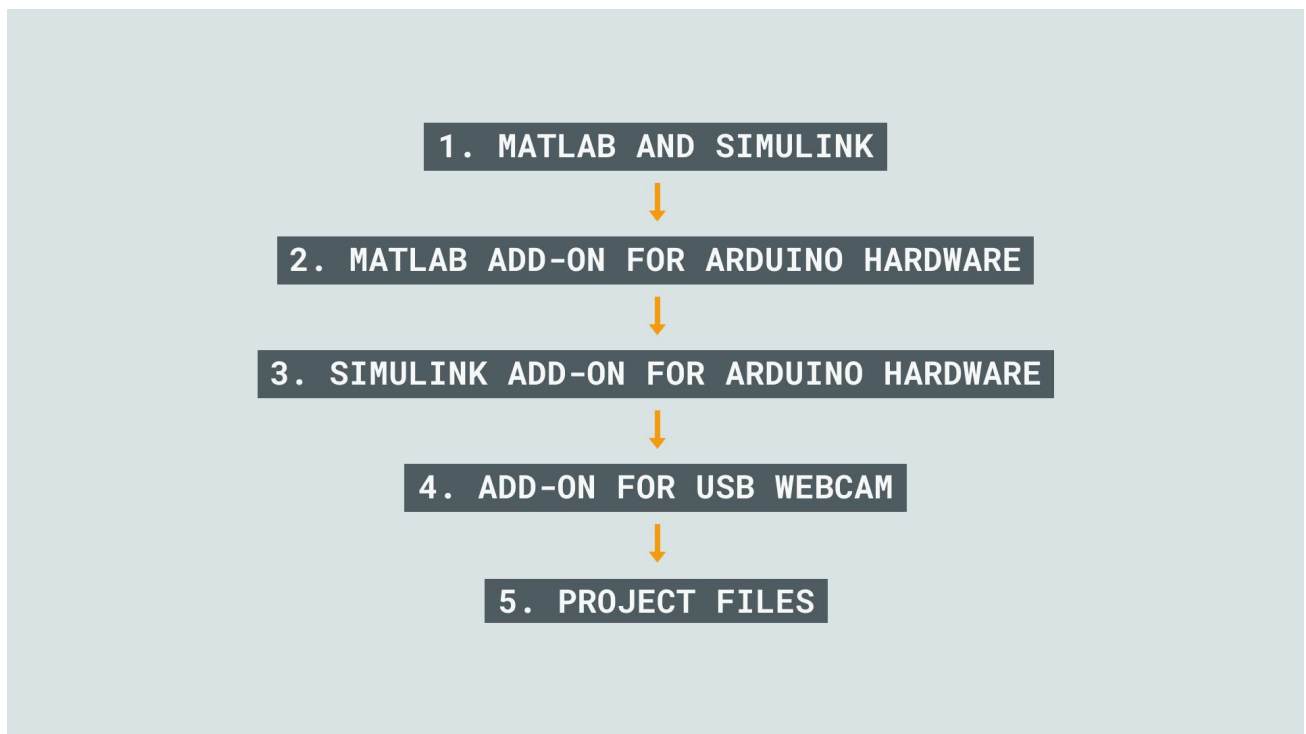 1. MATLAB AND SIMULINK
2. MATLAB ADD-ON FOR ARDUINO HARDWARE
3. SIMULINK ADD-ON FOR ARDUINO HARDWARE
4. ADD-ON FOR USB WEBCAM
5. PROJECT FILES